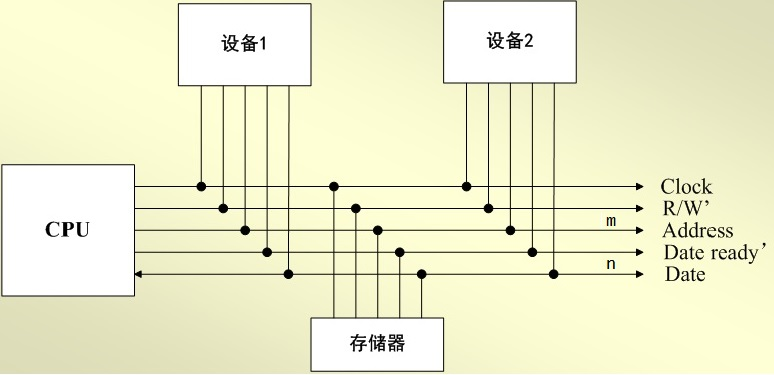 设备1
设备2
CPU
Clock
R/W’
m
Address
Date ready’
n
Date
存储器